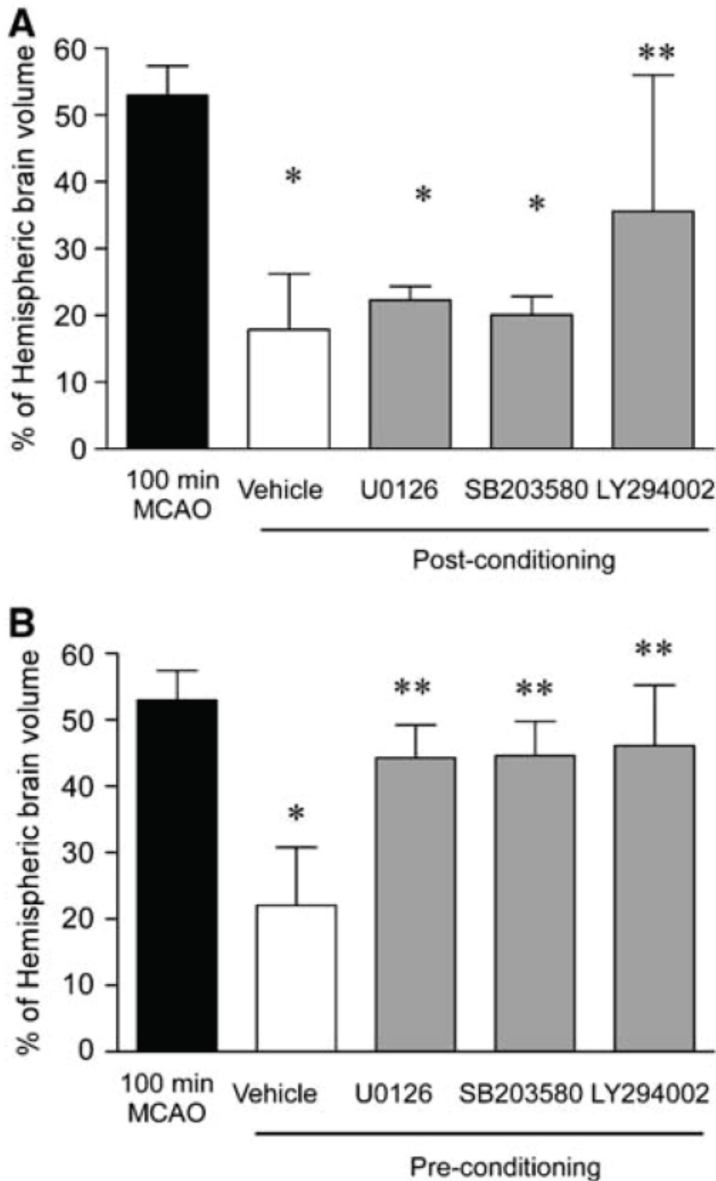 A
% of Hemispheric brain volume
60
50
40
30
20
10
0
*
*
*
**
100 min
MCAO
Vehicle
U0126
SB203580
LY294002
Post-conditioning
B
% of Hemispheric brain volume
60
50
40
30
20
10
0
*
**
**
**
100 min
MCAO
Vehicle
U0126
SB203580
LY294002
Pre-conditioning